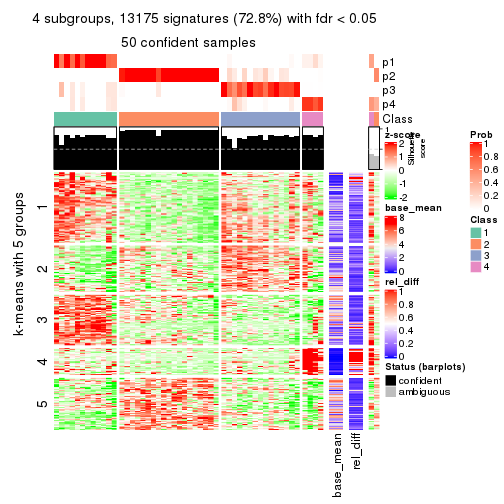 4 subgroups, 13175 signatures (72.8%) with fdr < 0.05
50 confident samples
p1
p2
p3
p4
Class
1
Silhouette
score
z-score
2
1
0
-1
-2
base_mean
8
6
4
2
0
rel_diff
1
0.8
0.6
0.4
0.2
0
Status (barplots)
confident
ambiguous
Prob
1
0.8
0.6
0.4
0.2
0
Class
1
2
3
4
k-means with 5 groups
1
2
3
4
5
base_mean
rel_diff